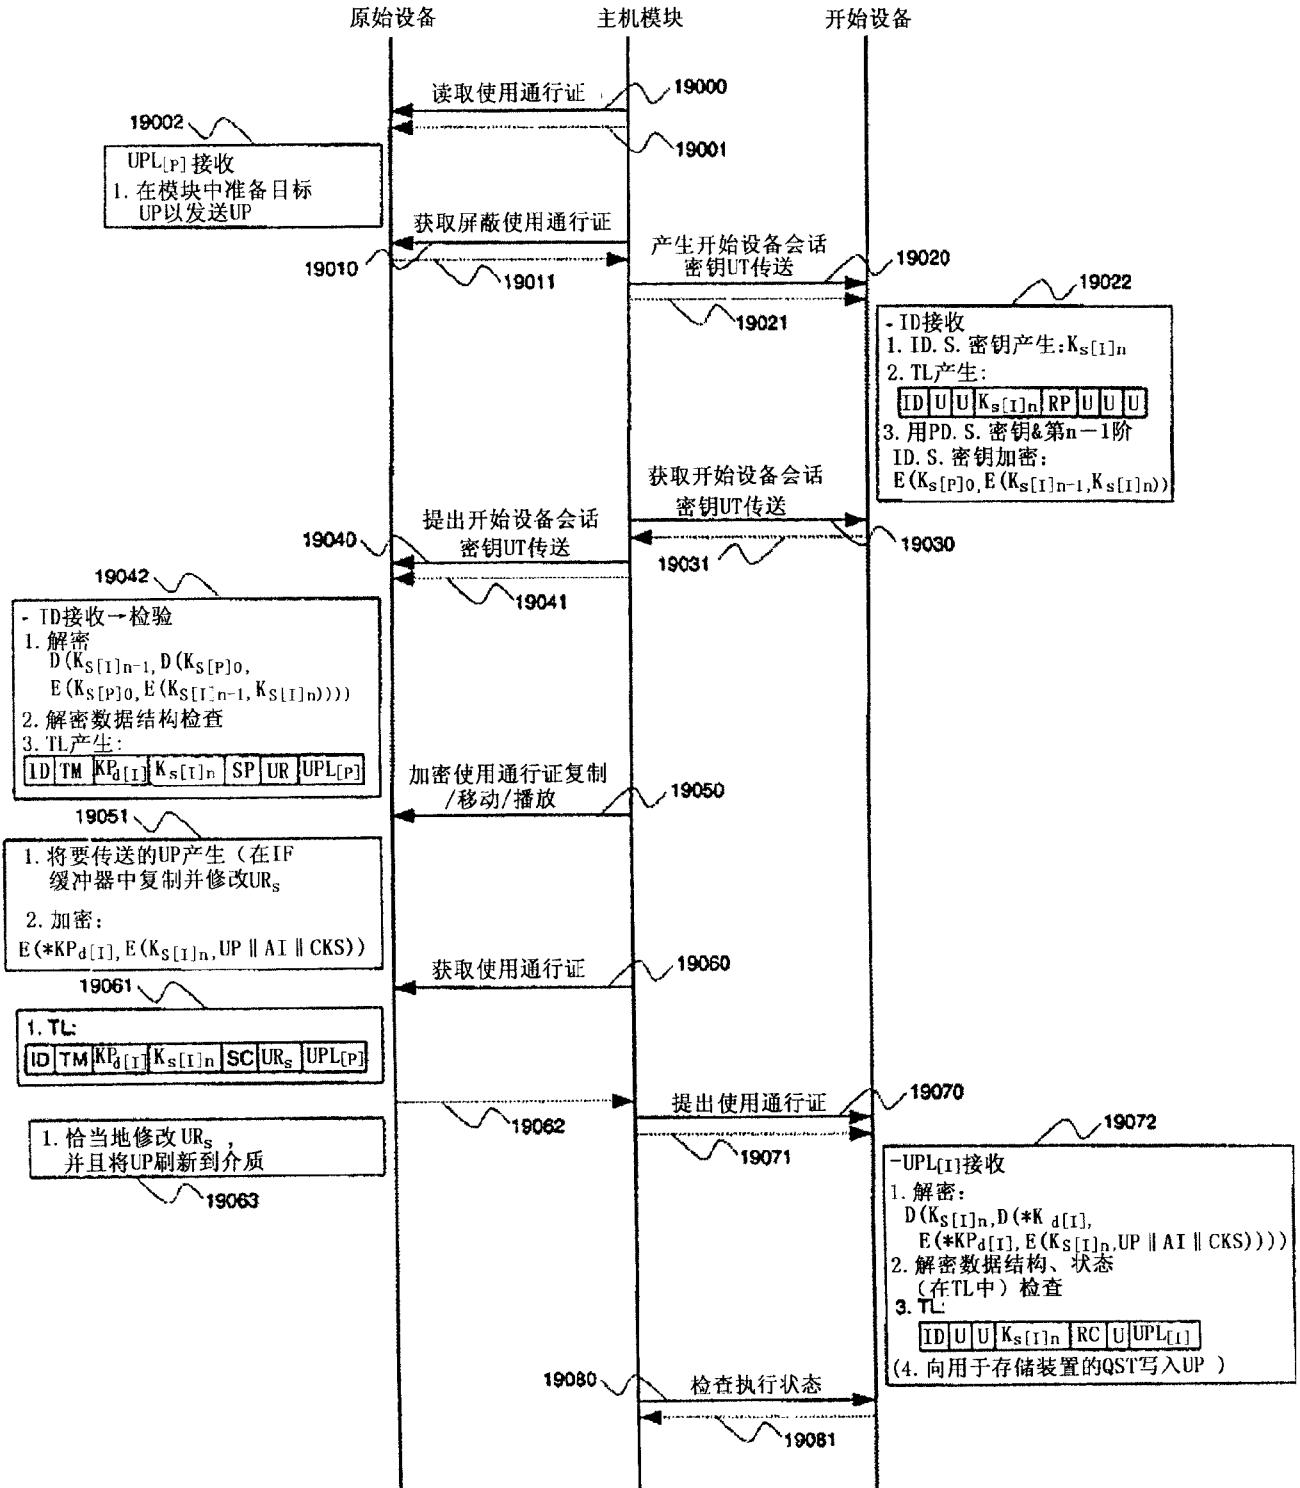 原始设备 主机模块 开始设备
读取使用通行证
19000
19001
19002
UPL[P]接收
1. 在模块中准备目标
UP以发送UP
获取屏蔽使用通行证
19010
19011
产生开始设备会话
密钥UT传送
19020
19021
19022
- ID接收
1. ID.S.密钥产生:Ks[I]n
2. TL产生:
ID U U Ks[I]n RP U U U
3. 用PD.S.密钥&第n-1阶
ID.S.密钥加密:
E(Ks[P]0,E(Ks[I]n-1,Ks[I]n))
获取开始设备会话
密钥UT传送
19030
19031
提出开始设备会话
密钥UT传送
19040
19041
19042
- ID接收→检验
1. 解密
D(KS[I]n-1,D(KS[P]0,
E(KS[P]0,E(KS[I]n-1,KS[I]n))))
2. 解密数据结构检查
3. TL产生:
ID TM KPd[I] Ks[I]n SP UR UPL[P]
加密使用通行证复制
/移动/播放
19050
19051
1. 将要传送的UP产生（在IF
缓冲器中复制并修改URs
2. 加密:
E(*KPd[I],E(KS[I]n,UP‖AI‖CKS))
获取使用通行证
19060
19061
1. TL:
ID TM KPd[I] Ks[I]n SC URs UPL[P]
19062
1. 恰当地修改URs,
并且将UP刷新到介质
19063
提出使用通行证
19070
19071
19072
-UPL[I]接收
1. 解密:
D(KS[I]n,D(*Kd[I],
E(*KPd[I],E(KS[I]n,UP‖AI‖CKS))))
2. 解密数据结构、状态
（在TL中）检查
3. TL:
ID U U Ks[I]n RC U UPL[I]
(4. 向用于存储装置的QST写入UP )
19080
检查执行状态
19081